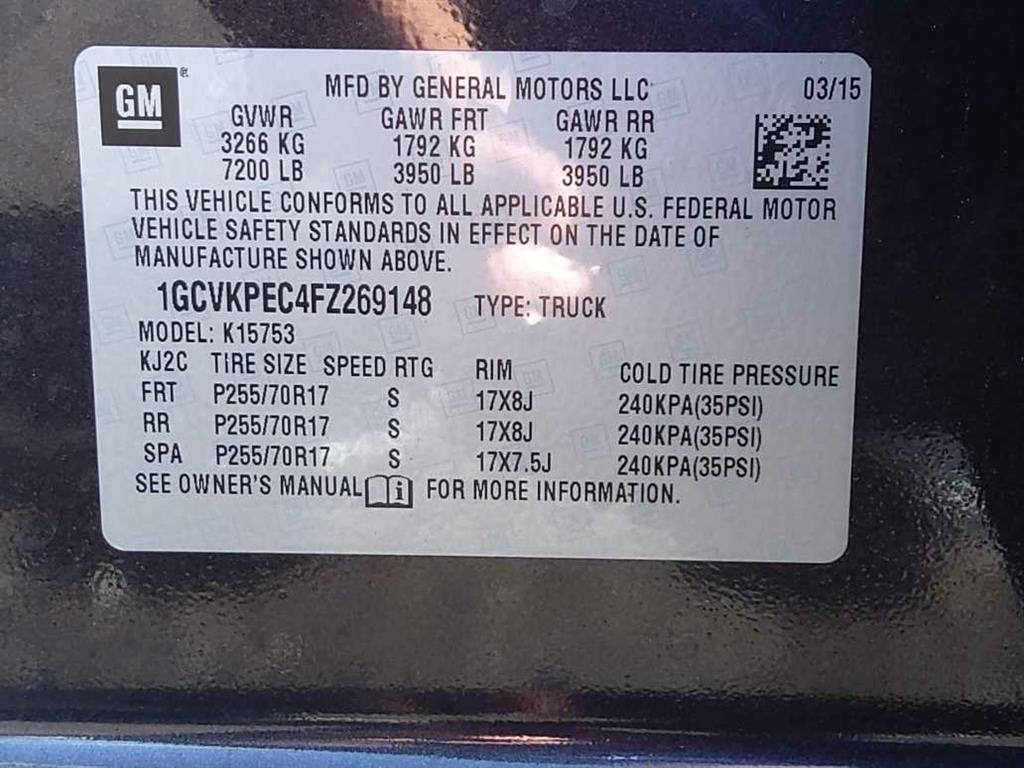 GM® MFD BY GENERAL MOTORS LLC 03/15
GVWR GAWR FRT GAWR RR
3266 KG 1792 KG 1792 KG
7200 LB 3950 LB 3950 LB
THIS VEHICLE CONFORMS TO ALL APPLICABLE U.S. FEDERAL MOTOR
VEHICLE SAFETY STANDARDS IN EFFECT ON THE DATE OF
MANUFACTURE SHOWN ABOVE.
1GCVKPEC4FZ269148 TYPE: TRUCK
MODEL: K15753
KJ2C TIRE SIZE SPEED RTG RIM COLD TIRE PRESSURE
FRT P255/70R17 S 17X8J 240KPA(35PSI)
RR P255/70R17 S 17X8J 240KPA(35PSI)
SPA P255/70R17 S 17X7.5J 240KPA(35PSI)
SEE OWNER'S MANUAL i FOR MORE INFORMATION.